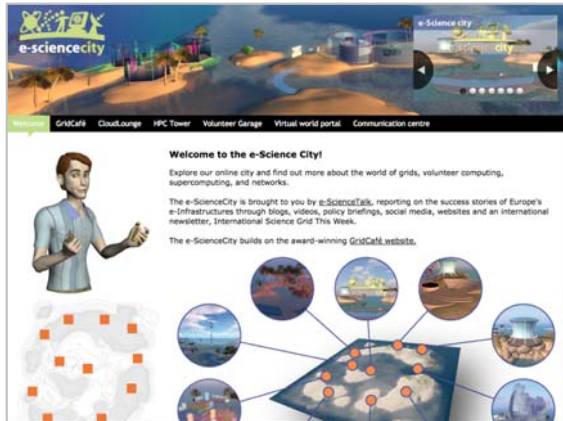 e-sciencecity
e-Science city
sciencecity
Welcome GridCafé CloudLounge HPC Tower Volunteer Garage Virtual world portal Communication centre
Welcome to the e-Science City!
Explore our online city and find out more about the world of grids, volunteer computing,
supercomputing, and networks.
The e-ScienceCity is brought to you by e-ScienceTalk, reporting on the success stories of Europe's
e-Infrastructures through blogs, videos, policy briefings, social media, websites and an international
newsletter, International Science Grid This Week.
The e-ScienceCity builds on the award-winning GridCafé website.